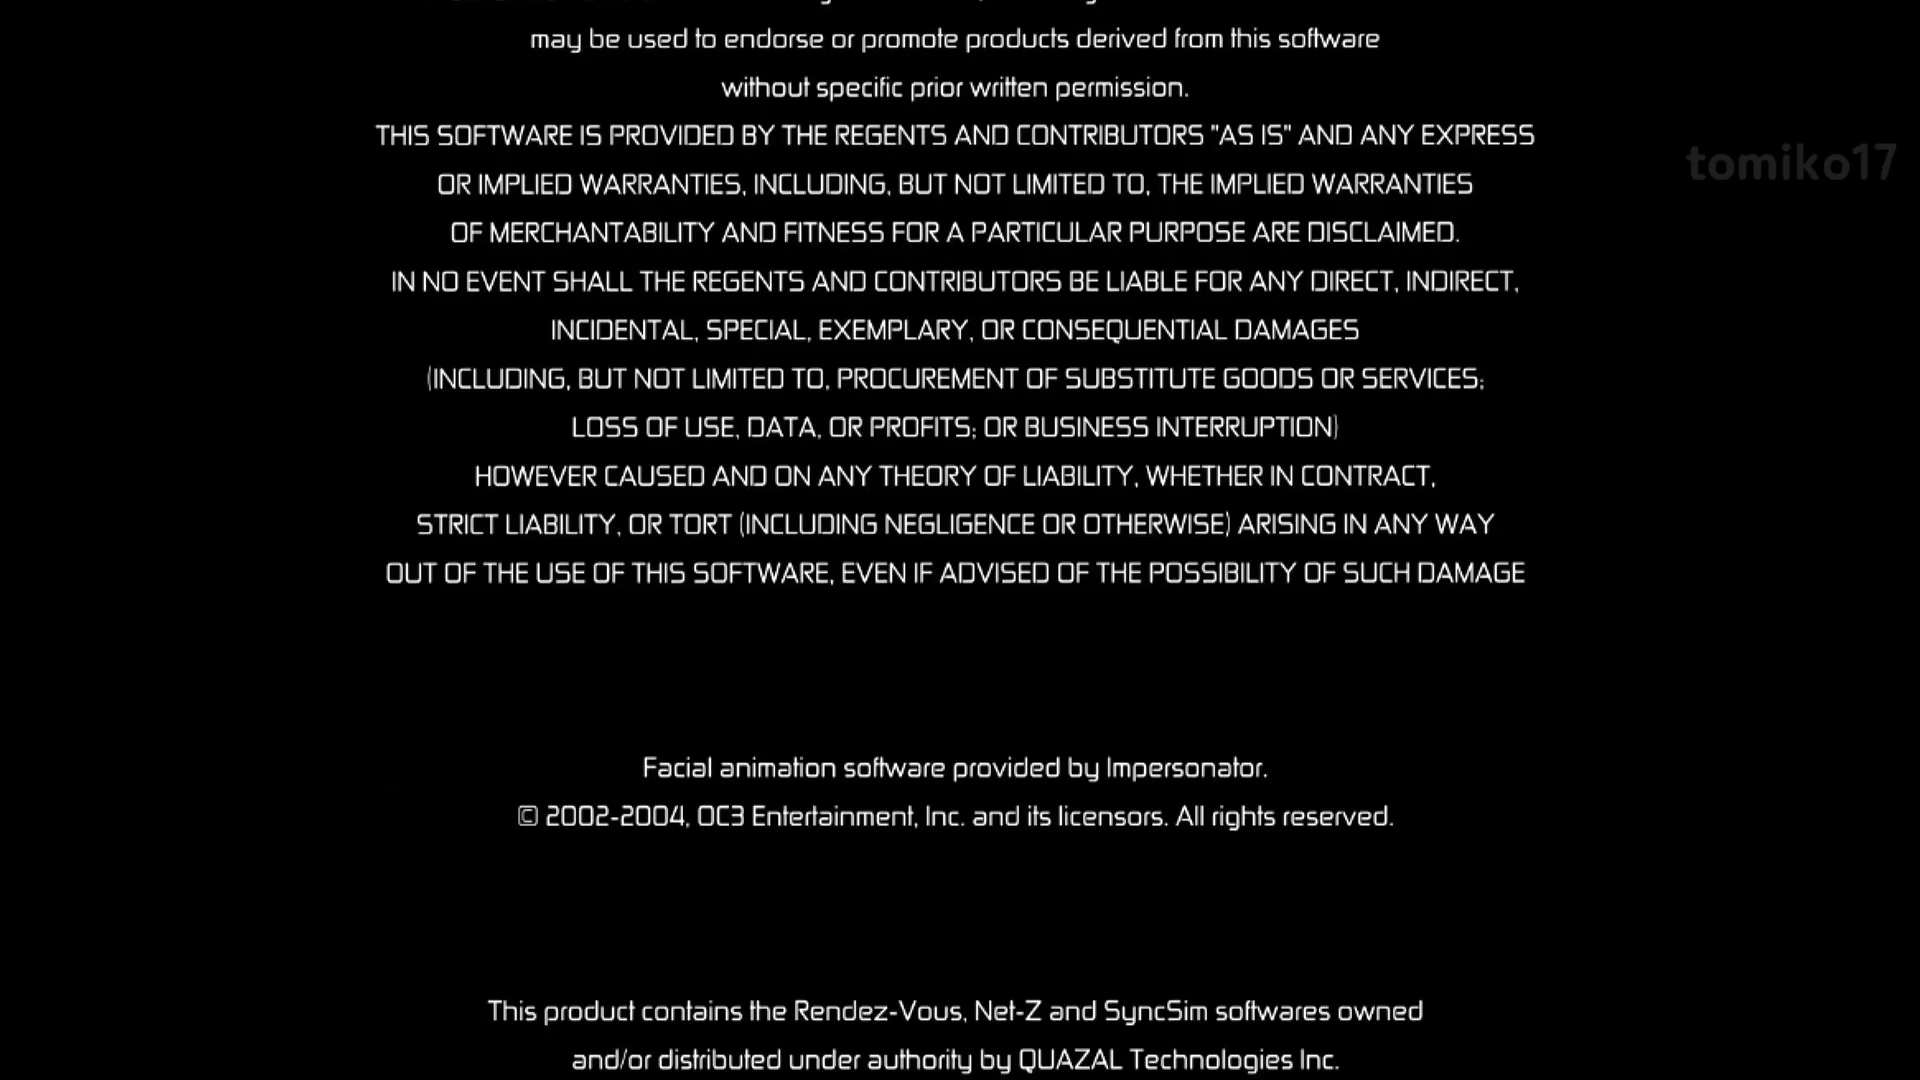 may be used to endorse or promote products derived from this software
without specific prior written permission.
THIS SOFTWARE IS PROVIDED BY THE REGENTS AND CONTRIBUTORS "AS IS" AND ANY EXPRESS
tomiko17
OR IMPLIED WARRANTIES, INCLUDING, BUT NOT LIMITED TO, THE IMPLIED WARRANTIES
OF MERCHANTABILITY AND FITNESS FOR A PARTICULAR PURPOSE ARE DISCLAIMED.
IN NO EVENT SHALL THE REGENTS AND CONTRIBUTORS BE LIABLE FOR ANY DIRECT, INDIRECT,
INCIDENTAL, SPECIAL, EXEMPLARY, OR CONSEQUENTIAL DAMAGES
(INCLUDING, BUT NOT LIMITED TO, PROCUREMENT OF SUBSTITUTE GOODS OR SERVICES;
LOSS OF USE, DATA, OR PROFITS; OR BUSINESS INTERRUPTION)
HOWEVER CAUSED AND ON ANY THEORY OF LIABILITY, WHETHER IN CONTRACT,
STRICT LIABILITY, OR TORT (INCLUDING NEGLIGENCE OR OTHERWISE) ARISING IN ANY WAY
OUT OF THE USE OF THIS SOFTWARE, EVEN IF ADVISED OF THE POSSIBILITY OF SUCH DAMAGE
Facial animation software provided by Impersonator.
© 2002-2004, OC3 Entertainment, Inc. and its licensors. All rights reserved.
This product contains the Rendez-Vous, Net-Z and SyncSim softwares owned
and/or distributed under authority by QUAZAL Technologies Inc.